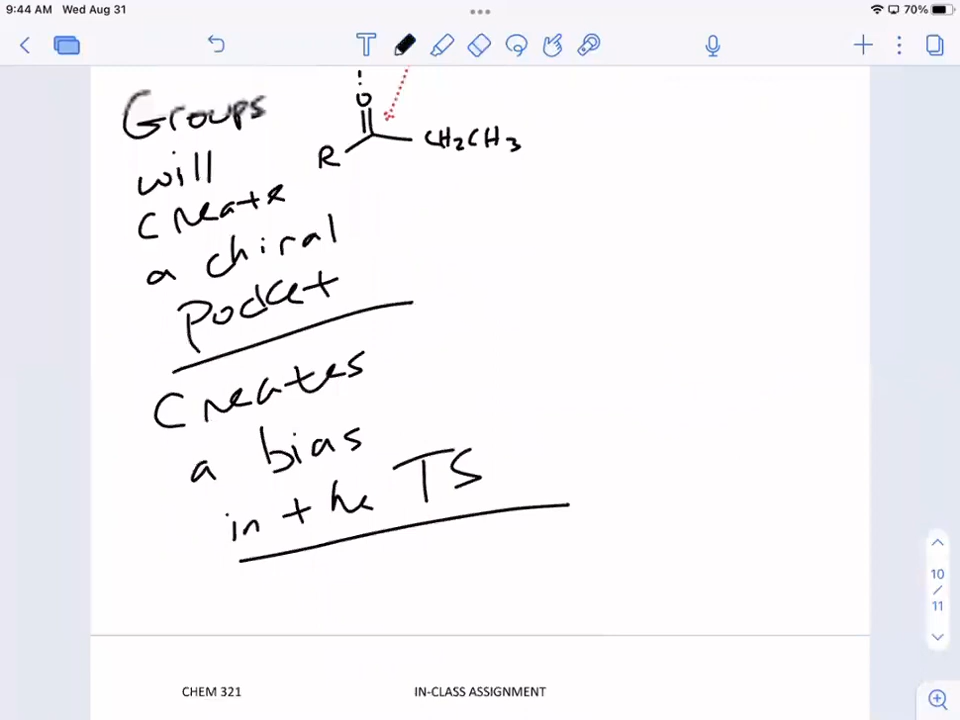 9:44 AM Wed Aug 31
70%
T
O
R
CH2CH3
Groups
will
create
a chiral
pocket
Creates
a bias
in the TS
10
/
11
CHEM 321 IN-CLASS ASSIGNMENT